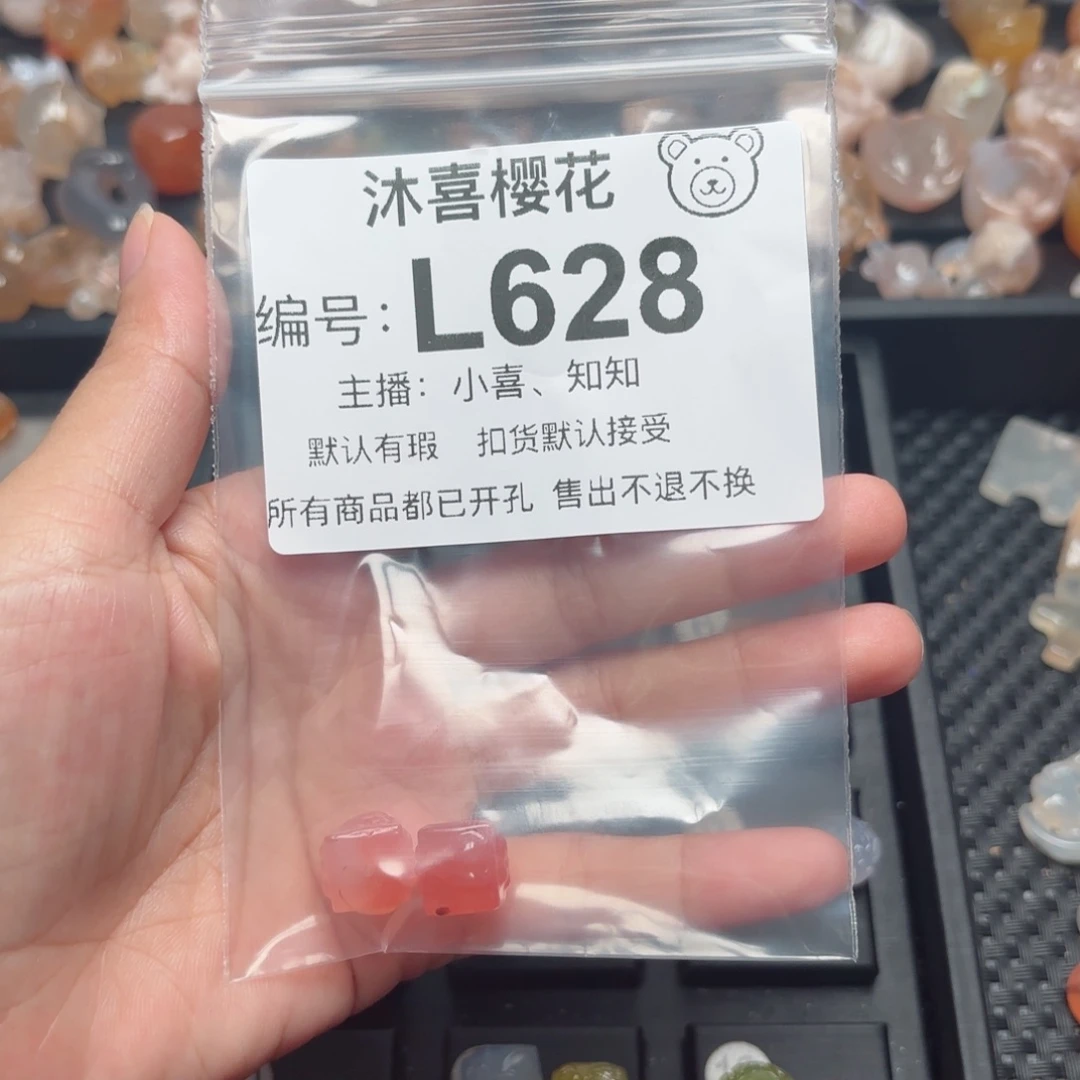 沐喜樱花
编号：L628
主播：小喜、知知
默认有瑕 扣货默认接受
所有商品都已开孔 售出不退不换